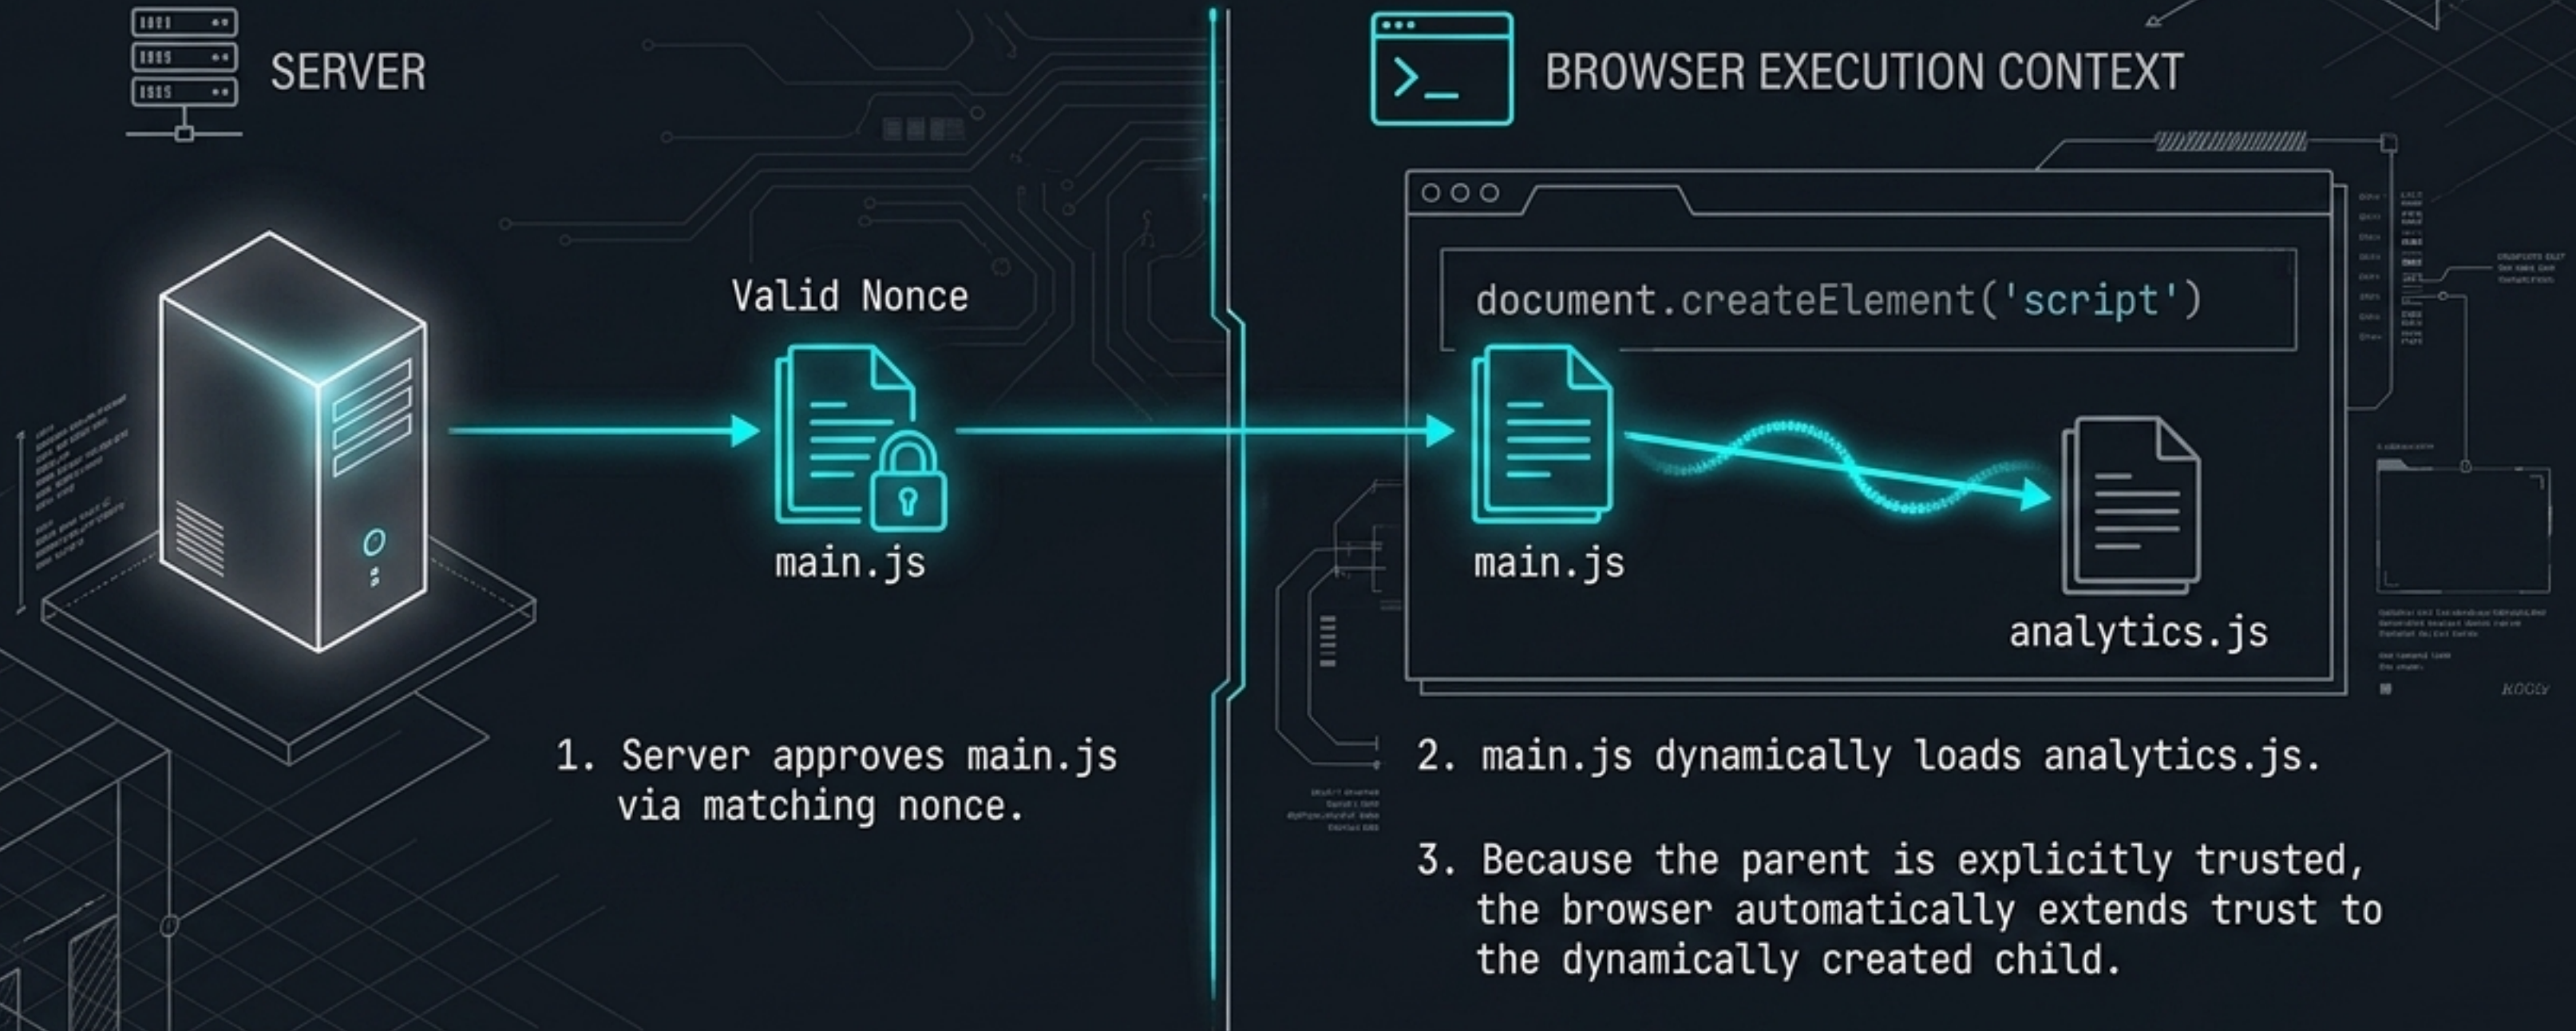 SERVER
BROWSER EXECUTION CONTEXT
Valid Nonce
main.js
document.createElement('script')
main.js
analytics.js
1. Server approves main.js
via matching nonce.
2. main.js dynamically loads analytics.js.
3. Because the parent is explicitly trusted,
the browser automatically extends trust to
the dynamically created child.